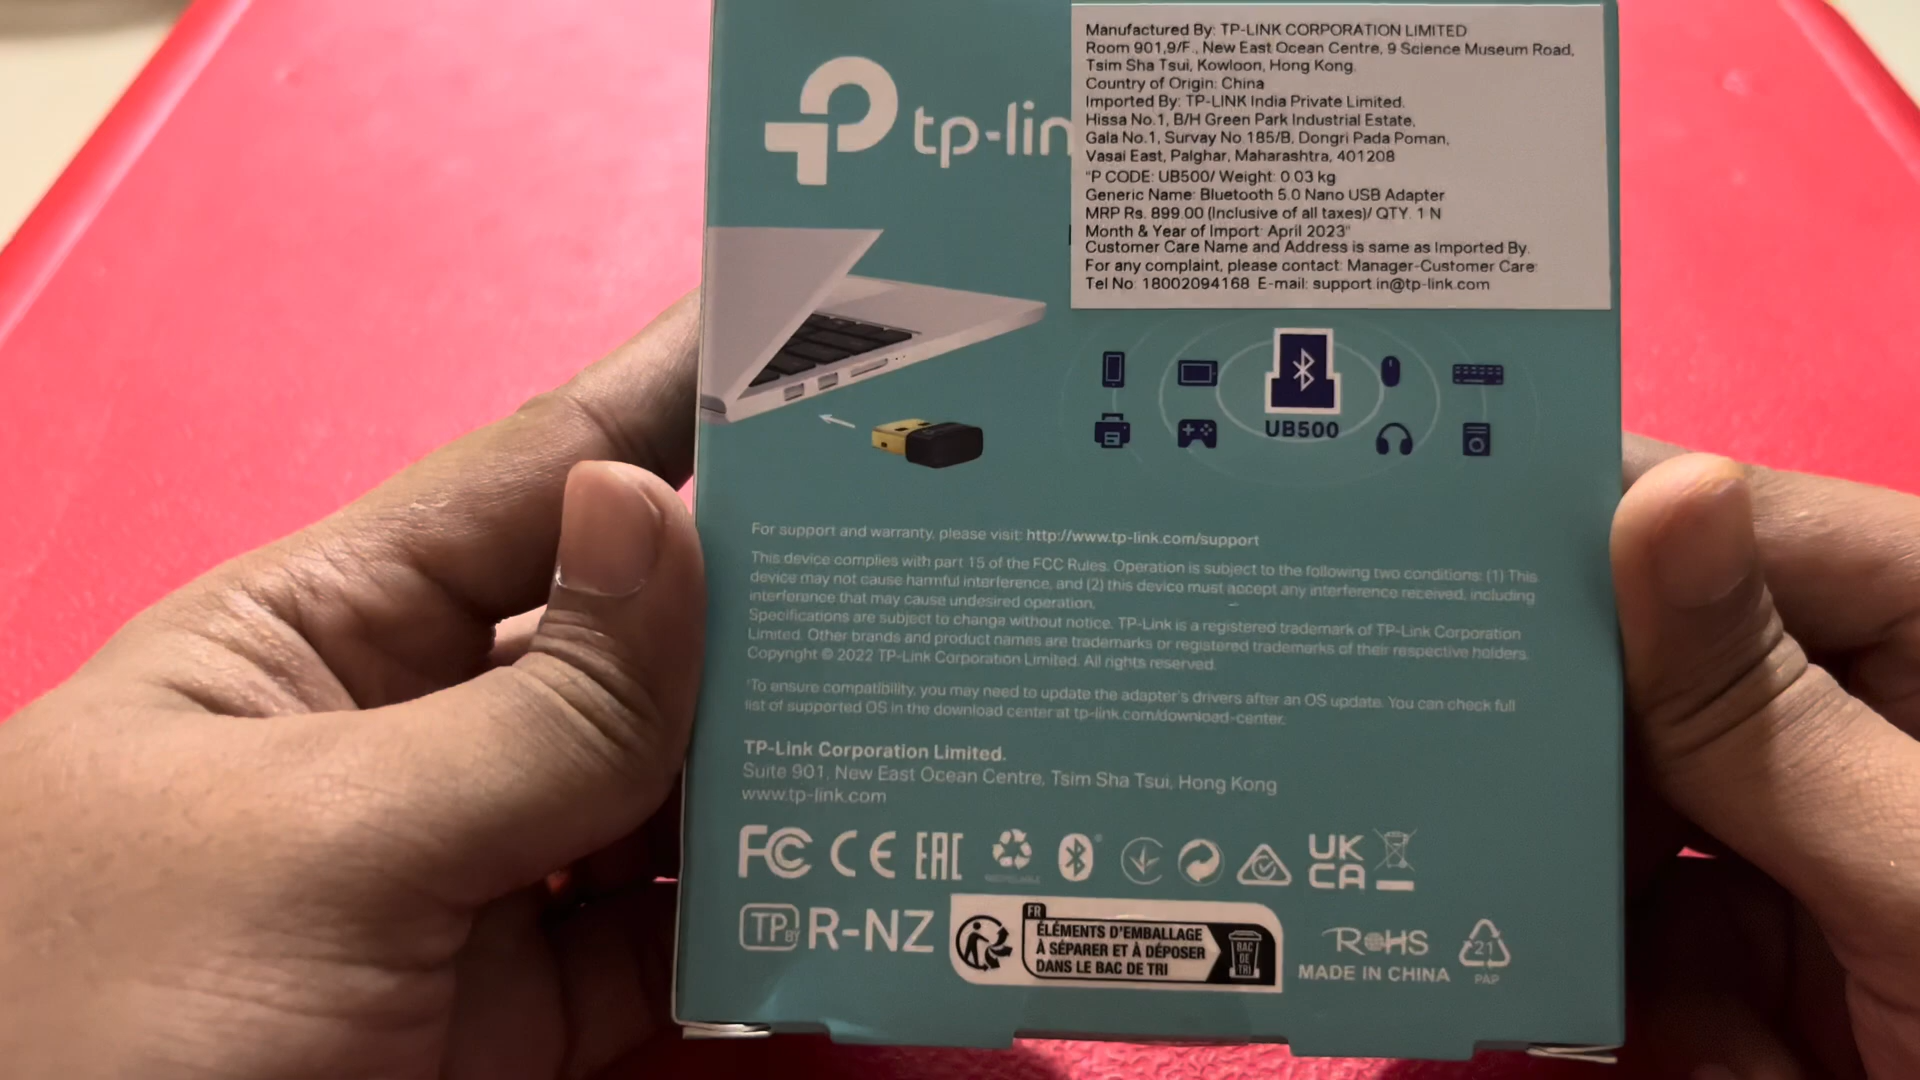 tp-lin
Manufactured By: TP-LINK CORPORATION LIMITED
Room 901,9/F., New East Ocean Centre, 9 Science Museum Road,
Tsim Sha Tsui, Kowloon, Hong Kong.
Country of Origin: China
Imported By: TP-LINK India Private Limited.
Hissa No.1, B/H Green Park Industrial Estate,
Gala No.1, Survay No.185/B, Dongri Pada Poman,
Vasai East, Palghar, Maharashtra, 401208
"P CODE: UB500/ Weight: 0.03 kg
Generic Name: Bluetooth 5.0 Nano USB Adapter
MRP Rs. 899.00 (Inclusive of all taxes)/ QTY. 1 N
Month & Year of Import: April 2023"
Customer Care Name and Address is same as Imported By.
For any complaint, please contact: Manager-Customer Care:
Tel No: 18002094168 E-mail: support.in@tp-link.com
UB500
For support and warranty, please visit: http://www.tp-link.com/support
This device complies with part 15 of the FCC Rules. Operation is subject to the following two conditions: (1) This
device may not cause harmful interference, and (2) this device must accept any interference received, including
interference that may cause undesired operation.
Specifications are subject to change without notice. TP-Link is a registered trademark of TP-Link Corporation
Limited. Other brands and product names are trademarks or registered trademarks of their respective holders.
Copyright © 2022 TP-Link Corporation Limited. All rights reserved.
To ensure compatibility, you may need to update the adapter's drivers after an OS update. You can check full
list of supported OS in the download center at tp-link.com/download-center.
TP-Link Corporation Limited.
Suite 901, New East Ocean Centre, Tsim Sha Tsui, Hong Kong
www.tp-link.com
FC CE EAC UK CA
TP BY R-NZ
FR
ÉLÉMENTS D'EMBALLAGE
À SÉPARER ET À DÉPOSER
DANS LE BAC DE TRI
BAC
DE
TRI
RoHS
MADE IN CHINA
21
PAP